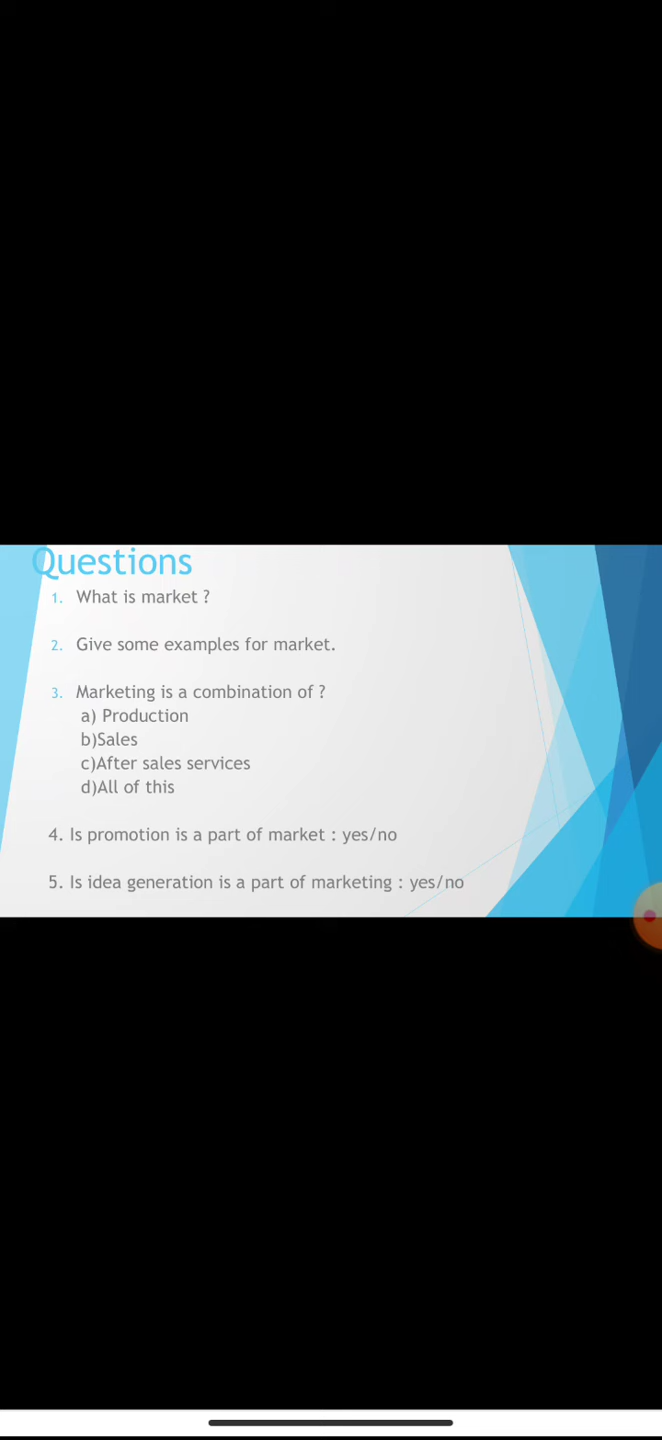 Questions
1. What is market ?
2. Give some examples for market.
3. Marketing is a combination of ?
a) Production
b)Sales
c)After sales services
d)All of this
4. Is promotion is a part of market : yes/no
5. Is idea generation is a part of marketing : yes/no